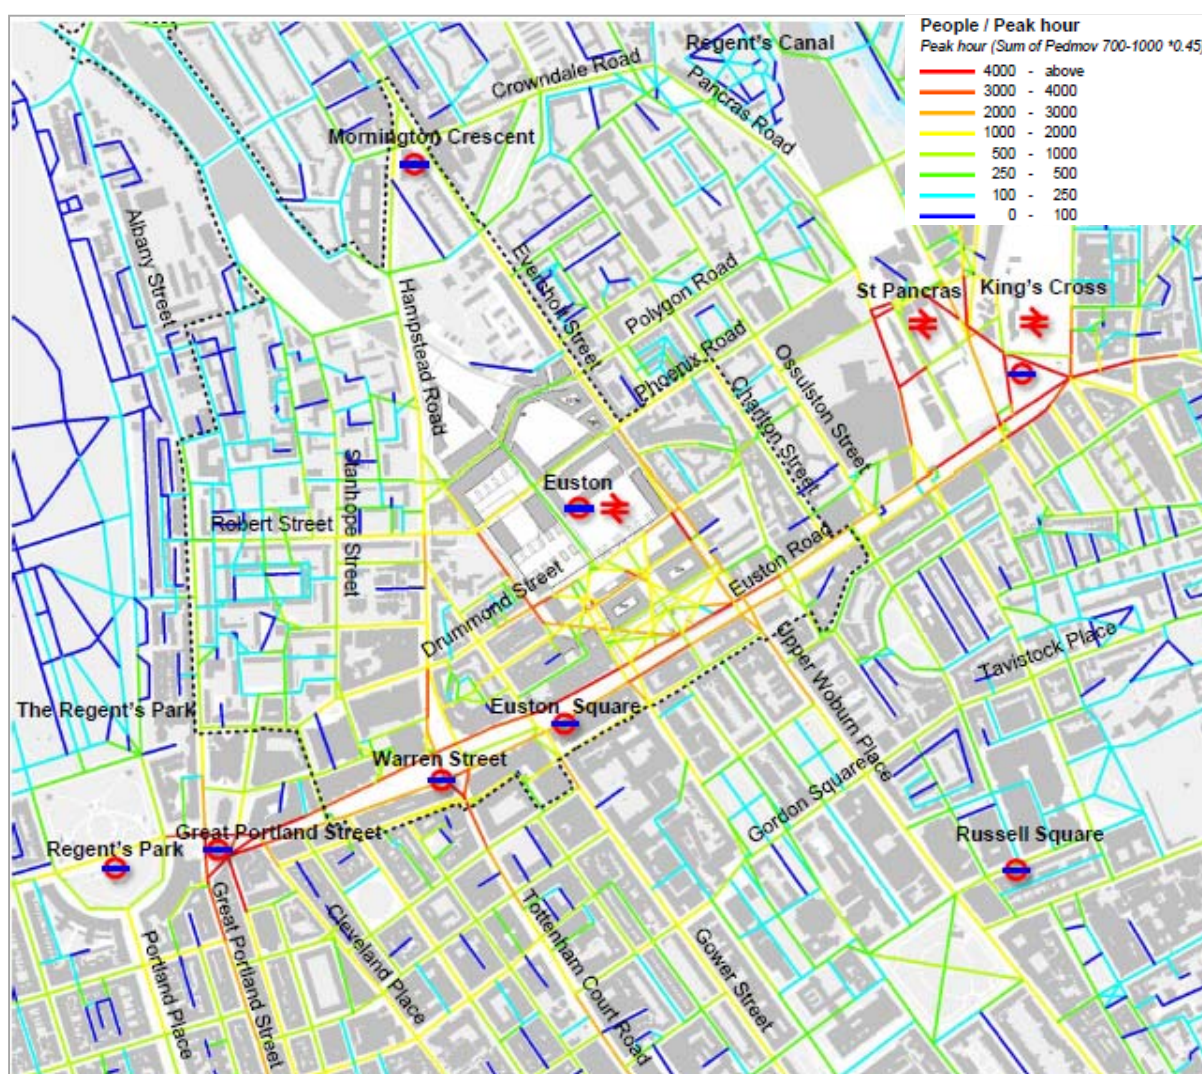 People / Peak hour
Peak hour (Sum of Pedmov 700-1000 *0.45)
4000 - above
3000 - 4000
2000 - 3000
1000 - 2000
500 - 1000
250 - 500
100 - 250
0 - 100
Regent's Canal
Crowndale Road
Pancras Road
Mornington Crescent
Albany Street
Eversholt Street
Hampstead Road
Polygon Road
St Pancras
King's Cross
Phoenix Road
Ossulston Street
Charlton Street
Stanhope Street
Euston
Robert Street
Drummond Street
Euston Road
Upper Woburn Place
Tavistock Place
The Regent's Park
Euston Square
Warren Street
Gordon Square
Great Portland Street
Regent's Park
Russell Square
Portland Place
Great Portland Street
Cleveland Place
Tottenham Court Road
Gower Street